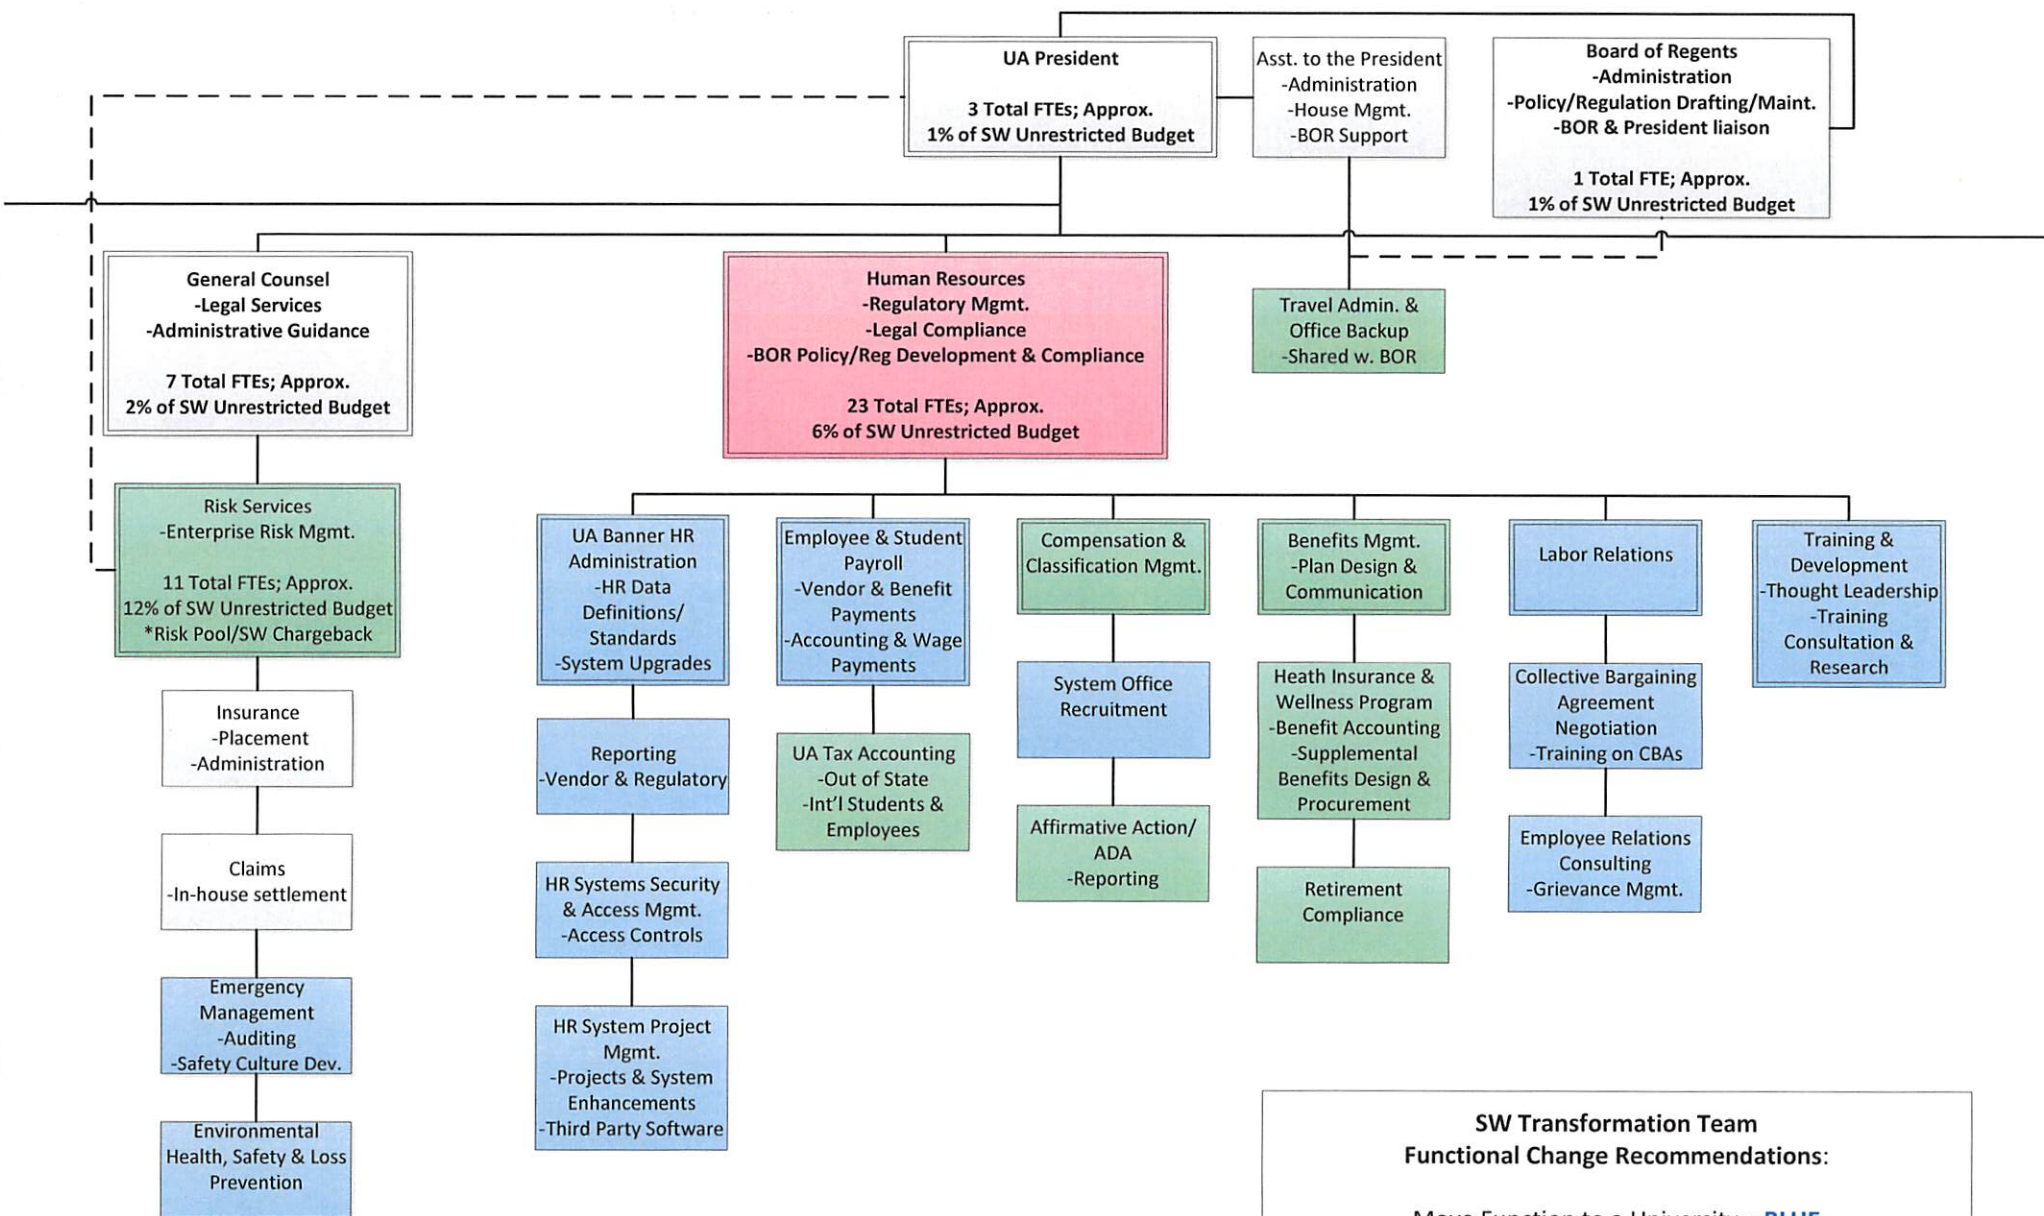 UA President
3 Total FTEs; Approx.
1% of SW Unrestricted Budget
Asst. to the President
-Administration
-House Mgmt.
-BOR Support
Board of Regents
-Administration
-Policy/Regulation Drafting/Maint.
-BOR & President liaison
1 Total FTE; Approx.
1% of SW Unrestricted Budget
General Counsel
-Legal Services
-Administrative Guidance
7 Total FTEs; Approx.
2% of SW Unrestricted Budget
Human Resources
-Regulatory Mgmt.
-Legal Compliance
-BOR Policy/Reg Development & Compliance
23 Total FTEs; Approx.
6% of SW Unrestricted Budget
Travel Admin. &
Office Backup
-Shared w. BOR
Risk Services
-Enterprise Risk Mgmt.
11 Total FTEs; Approx.
12% of SW Unrestricted Budget
*Risk Pool/SW Chargeback
Insurance
-Placement
-Administration
Claims
-In-house settlement
Emergency
Management
-Auditing
-Safety Culture Dev.
Environmental
Health, Safety & Loss
Prevention
UA Banner HR
Administration
-HR Data
Definitions/
Standards
-System Upgrades
Reporting
-Vendor & Regulatory
HR Systems Security
& Access Mgmt.
-Access Controls
HR System Project
Mgmt.
-Projects & System
Enhancements
-Third Party Software
Employee & Student
Payroll
-Vendor & Benefit
Payments
-Accounting & Wage
Payments
UA Tax Accounting
-Out of State
-Int'l Students &
Employees
Compensation &
Classification Mgmt.
System Office
Recruitment
Affirmative Action/
ADA
-Reporting
Benefits Mgmt.
-Plan Design &
Communication
Heath Insurance &
Wellness Program
-Benefit Accounting
-Supplemental
Benefits Design &
Procurement
Retirement
Compliance
Labor Relations
Collective Bargaining
Agreement
Negotiation
-Training on CBAs
Employee Relations
Consulting
-Grievance Mgmt.
Training &
Development
-Thought Leadership
-Training
Consultation &
Research
SW Transformation Team
Functional Change Recommendations:
Move Function to a University - BLUE